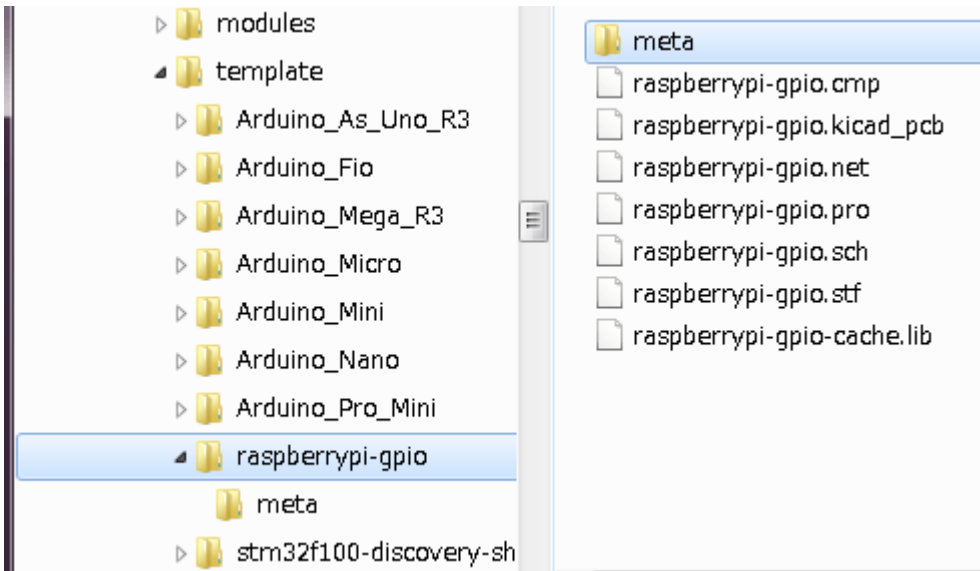 modules
template
Arduino_As_Uno_R3
Arduino_Fio
Arduino_Mega_R3
Arduino_Micro
Arduino_Mini
Arduino_Nano
Arduino_Pro_Mini
raspberrypi-gpio
meta
stm32f100-discovery-sh
meta
raspberrypi-gpio.cmp
raspberrypi-gpio.kicad_pcb
raspberrypi-gpio.net
raspberrypi-gpio.pro
raspberrypi-gpio.sch
raspberrypi-gpio.stf
raspberrypi-gpio-cache.lib